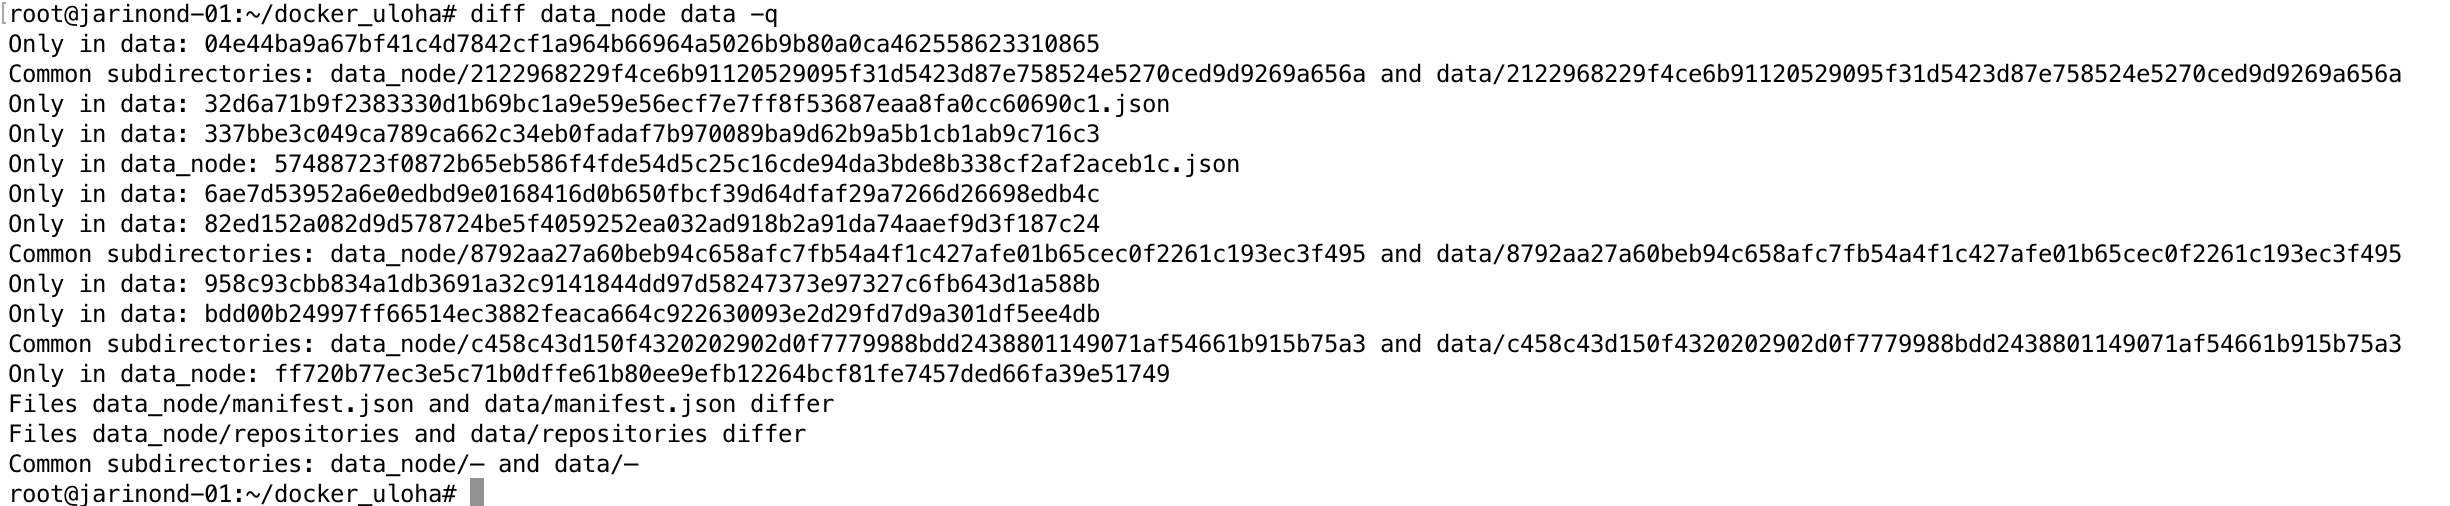 [root@jarinond-01:~/docker_uloha# diff data_node data -q
Only in data: 04e44ba9a67bf41c4d7842cf1a964b66964a5026b9b80a0ca462558623310865
Common subdirectories: data_node/2122968229f4ce6b91120529095f31d5423d87e758524e5270ced9d9269a656a and data/2122968229f4ce6b91120529095f31d5423d87e758524e5270ced9d9269a656a
Only in data: 32d6a71b9f2383330d1b69bc1a9e59e56ecf7e7ff8f53687eaa8fa0cc60690c1.json
Only in data: 337bbe3c049ca789ca662c34eb0fadaf7b970089ba9d62b9a5b1cb1ab9c716c3
Only in data_node: 57488723f0872b65eb586f4fde54d5c25c16cde94da3bde8b338cf2af2aceb1c.json
Only in data: 6ae7d53952a6e0edbd9e0168416d0b650fbcf39d64dfaf29a7266d26698edb4c
Only in data: 82ed152a082d9d578724be5f4059252ea032ad918b2a91da74aaef9d3f187c24
Common subdirectories: data_node/8792aa27a60beb94c658afc7fb54a4f1c427afe01b65cec0f2261c193ec3f495 and data/8792aa27a60beb94c658afc7fb54a4f1c427afe01b65cec0f2261c193ec3f495
Only in data: 958c93cbb834a1db3691a32c9141844dd97d58247373e97327c6fb643d1a588b
Only in data: bdd00b24997ff66514ec3882feaca664c922630093e2d29fd7d9a301df5ee4db
Common subdirectories: data_node/c458c43d150f4320202902d0f7779988bdd2438801149071af54661b915b75a3 and data/c458c43d150f4320202902d0f7779988bdd2438801149071af54661b915b75a3
Only in data_node: ff720b77ec3e5c71b0dffe61b80ee9efb12264bcf81fe7457ded66fa39e51749
Files data_node/manifest.json and data/manifest.json differ
Files data_node/repositories and data/repositories differ
Common subdirectories: data_node/— and data/—
root@jarinond-01:~/docker_uloha#